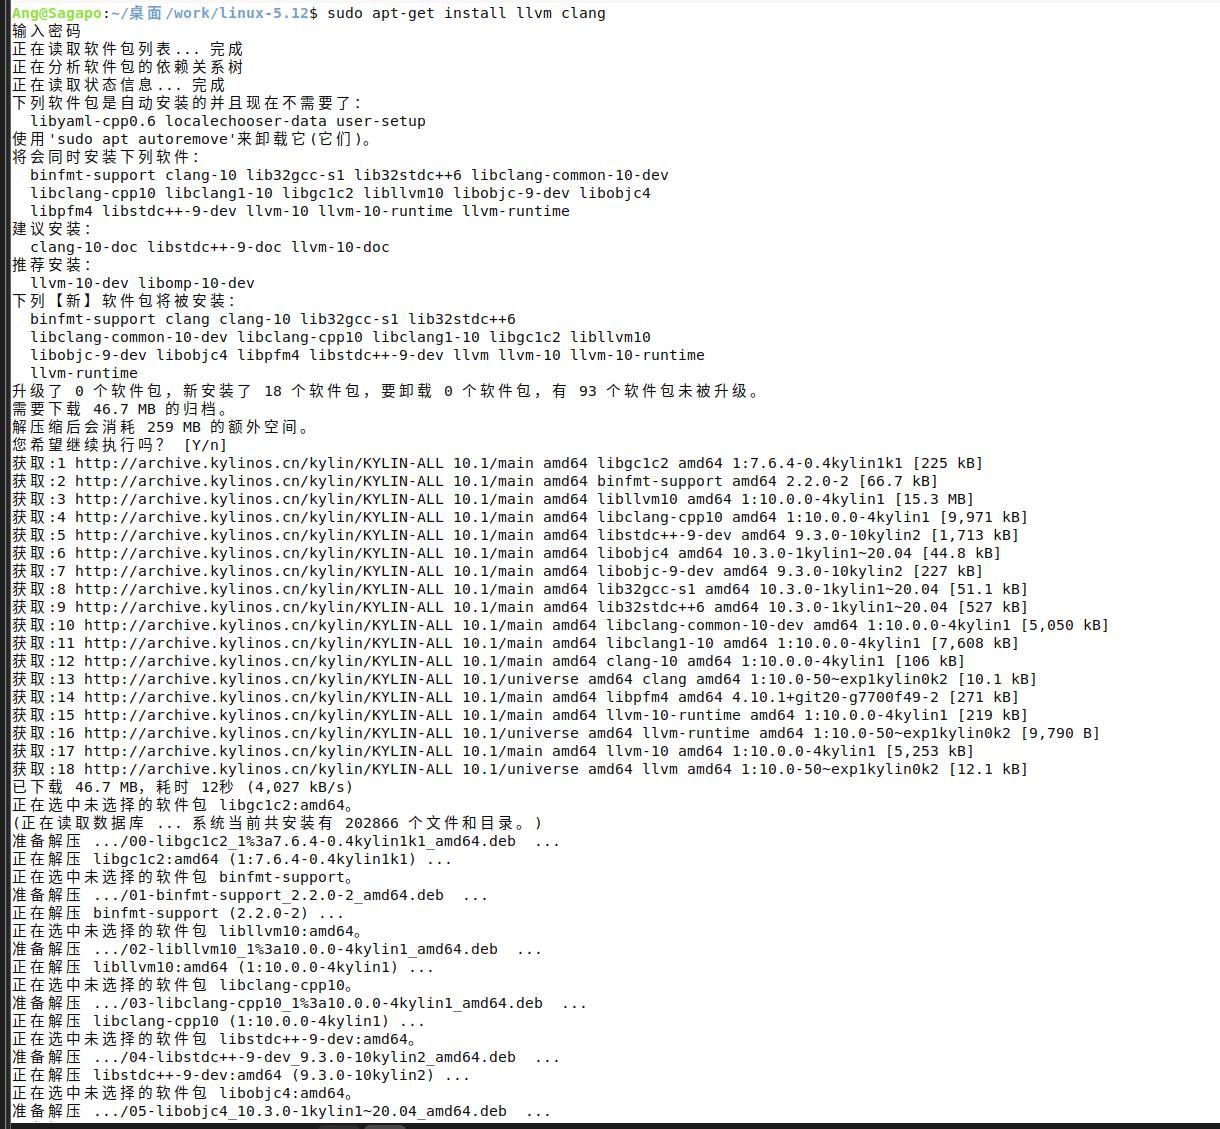 Ang@Sagapo:~/桌面/work/linux-5.12$ sudo apt-get install llvm clang
输入密码
正在读取软件包列表... 完成
正在分析软件包的依赖关系树
正在读取状态信息... 完成
下列软件包是自动安装的并且现在不需要了：
  libyaml-cpp0.6 localechooser-data user-setup
使用'sudo apt autoremove'来卸载它(它们)。
将会同时安装下列软件：
  binfmt-support clang-10 lib32gcc-s1 lib32stdc++6 libclang-common-10-dev
  libclang-cpp10 libclang1-10 libgc1c2 libllvm10 libobjc-9-dev libobjc4
  libpfm4 libstdc++-9-dev llvm-10 llvm-10-runtime llvm-runtime
建议安装：
  clang-10-doc libstdc++-9-doc llvm-10-doc
推荐安装：
  llvm-10-dev libomp-10-dev
下列【新】软件包将被安装：
  binfmt-support clang clang-10 lib32gcc-s1 lib32stdc++6
  libclang-common-10-dev libclang-cpp10 libclang1-10 libgc1c2 libllvm10
  libobjc-9-dev libobjc4 libpfm4 libstdc++-9-dev llvm llvm-10 llvm-10-runtime
  llvm-runtime
升级了 0 个软件包，新安装了 18 个软件包，要卸载 0 个软件包，有 93 个软件包未被升级。
需要下载 46.7 MB 的归档。
解压缩后会消耗 259 MB 的额外空间。
您希望继续执行吗？ [Y/n]
获取:1 http://archive.kylinos.cn/kylin/KYLIN-ALL 10.1/main amd64 libgc1c2 amd64 1:7.6.4-0.4kylin1k1 [225 kB]
获取:2 http://archive.kylinos.cn/kylin/KYLIN-ALL 10.1/main amd64 binfmt-support amd64 2.2.0-2 [66.7 kB]
获取:3 http://archive.kylinos.cn/kylin/KYLIN-ALL 10.1/main amd64 libllvm10 amd64 1:10.0.0-4kylin1 [15.3 MB]
获取:4 http://archive.kylinos.cn/kylin/KYLIN-ALL 10.1/main amd64 libclang-cpp10 amd64 1:10.0.0-4kylin1 [9,971 kB]
获取:5 http://archive.kylinos.cn/kylin/KYLIN-ALL 10.1/main amd64 libstdc++-9-dev amd64 9.3.0-10kylin2 [1,713 kB]
获取:6 http://archive.kylinos.cn/kylin/KYLIN-ALL 10.1/main amd64 libobjc4 amd64 10.3.0-1kylin1~20.04 [44.8 kB]
获取:7 http://archive.kylinos.cn/kylin/KYLIN-ALL 10.1/main amd64 libobjc-9-dev amd64 9.3.0-10kylin2 [227 kB]
获取:8 http://archive.kylinos.cn/kylin/KYLIN-ALL 10.1/main amd64 lib32gcc-s1 amd64 10.3.0-1kylin1~20.04 [51.1 kB]
获取:9 http://archive.kylinos.cn/kylin/KYLIN-ALL 10.1/main amd64 lib32stdc++6 amd64 10.3.0-1kylin1~20.04 [527 kB]
获取:10 http://archive.kylinos.cn/kylin/KYLIN-ALL 10.1/main amd64 libclang-common-10-dev amd64 1:10.0.0-4kylin1 [5,050 kB]
获取:11 http://archive.kylinos.cn/kylin/KYLIN-ALL 10.1/main amd64 libclang1-10 amd64 1:10.0.0-4kylin1 [7,608 kB]
获取:12 http://archive.kylinos.cn/kylin/KYLIN-ALL 10.1/main amd64 clang-10 amd64 1:10.0.0-4kylin1 [106 kB]
获取:13 http://archive.kylinos.cn/kylin/KYLIN-ALL 10.1/universe amd64 clang amd64 1:10.0-50~exp1kylin0k2 [10.1 kB]
获取:14 http://archive.kylinos.cn/kylin/KYLIN-ALL 10.1/main amd64 libpfm4 amd64 4.10.1+git20-g7700f49-2 [271 kB]
获取:15 http://archive.kylinos.cn/kylin/KYLIN-ALL 10.1/main amd64 llvm-10-runtime amd64 1:10.0.0-4kylin1 [219 kB]
获取:16 http://archive.kylinos.cn/kylin/KYLIN-ALL 10.1/universe amd64 llvm-runtime amd64 1:10.0-50~exp1kylin0k2 [9,790 B]
获取:17 http://archive.kylinos.cn/kylin/KYLIN-ALL 10.1/main amd64 llvm-10 amd64 1:10.0.0-4kylin1 [5,253 kB]
获取:18 http://archive.kylinos.cn/kylin/KYLIN-ALL 10.1/universe amd64 llvm amd64 1:10.0-50~exp1kylin0k2 [12.1 kB]
已下载 46.7 MB，耗时 12秒 (4,027 kB/s)
正在选中未选择的软件包 libgc1c2:amd64。
(正在读取数据库 ... 系统当前共安装有 202866 个文件和目录。)
准备解压 .../00-libgc1c2_1%3a7.6.4-0.4kylin1k1_amd64.deb  ...
正在解压 libgc1c2:amd64 (1:7.6.4-0.4kylin1k1) ...
正在选中未选择的软件包 binfmt-support。
准备解压 .../01-binfmt-support_2.2.0-2_amd64.deb  ...
正在解压 binfmt-support (2.2.0-2) ...
正在选中未选择的软件包 libllvm10:amd64。
准备解压 .../02-libllvm10_1%3a10.0.0-4kylin1_amd64.deb  ...
正在解压 libllvm10:amd64 (1:10.0.0-4kylin1) ...
正在选中未选择的软件包 libclang-cpp10。
准备解压 .../03-libclang-cpp10_1%3a10.0.0-4kylin1_amd64.deb  ...
正在解压 libclang-cpp10 (1:10.0.0-4kylin1) ...
正在选中未选择的软件包 libstdc++-9-dev:amd64。
准备解压 .../04-libstdc++-9-dev_9.3.0-10kylin2_amd64.deb  ...
正在解压 libstdc++-9-dev:amd64 (9.3.0-10kylin2) ...
正在选中未选择的软件包 libobjc4:amd64。
准备解压 .../05-libobjc4_10.3.0-1kylin1~20.04_amd64.deb  ...